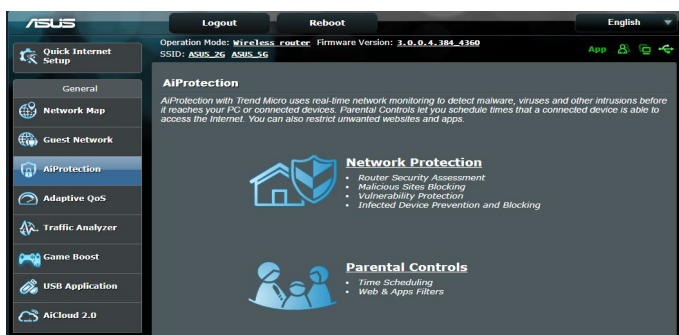 ASUS
Logout
Reboot
English
Quick Internet
Setup
Operation Mode: Wireless router Firmware Version: 3.0.0.4.384_4360
SSID: ASUS_2G ASUS_5G
App
General
Network Map
Guest Network
AiProtection
Adaptive QoS
Traffic Analyzer
Game Boost
USB Application
AiCloud 2.0
AiProtection
AiProtection with Trend Micro uses real-time network monitoring to detect malware, viruses and other intrusions before
it reaches your PC or connected devices. Parental Controls let you schedule times that a connected device is able to
access the Internet. You can also restrict unwanted websites and apps.
Network Protection
• Router Security Assessment
• Malicious Sites Blocking
• Vulnerability Protection
• Infected Device Prevention and Blocking
Parental Controls
• Time Scheduling
• Web & Apps Filters